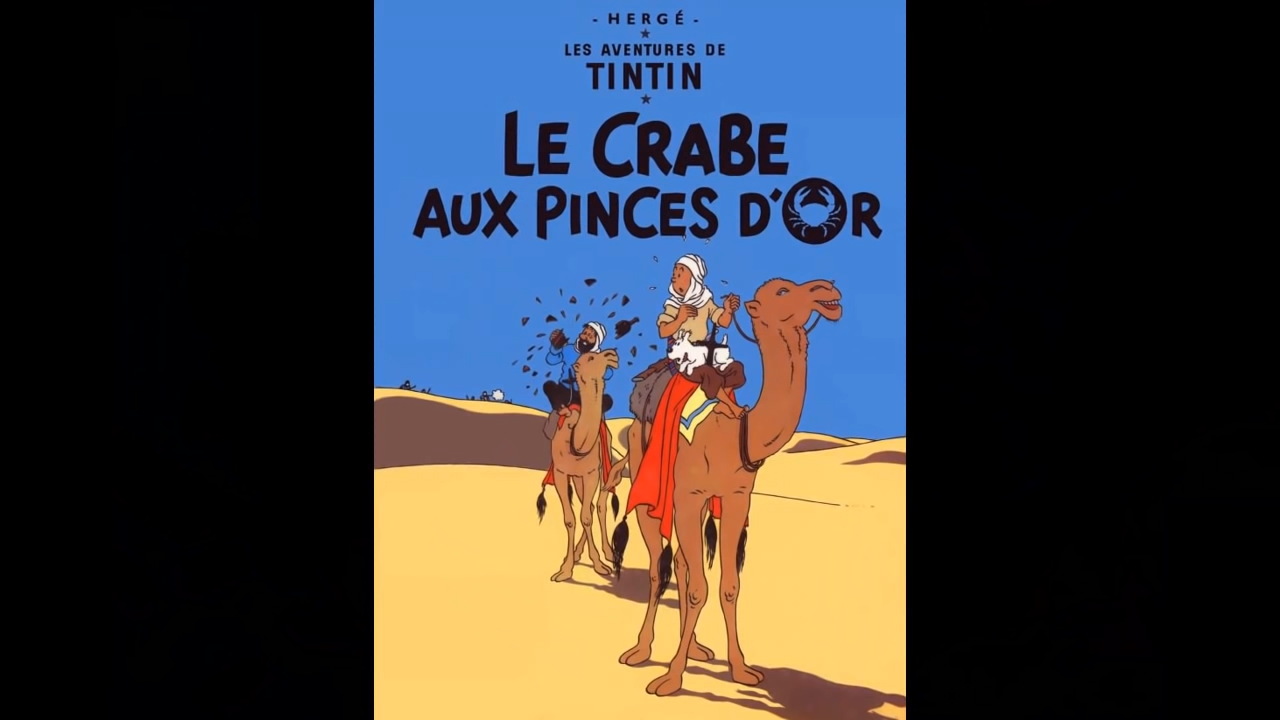 - HERGÉ -
LES AVENTURES DE
TINTIN
LE CRABE
AUX PINCES D'OR